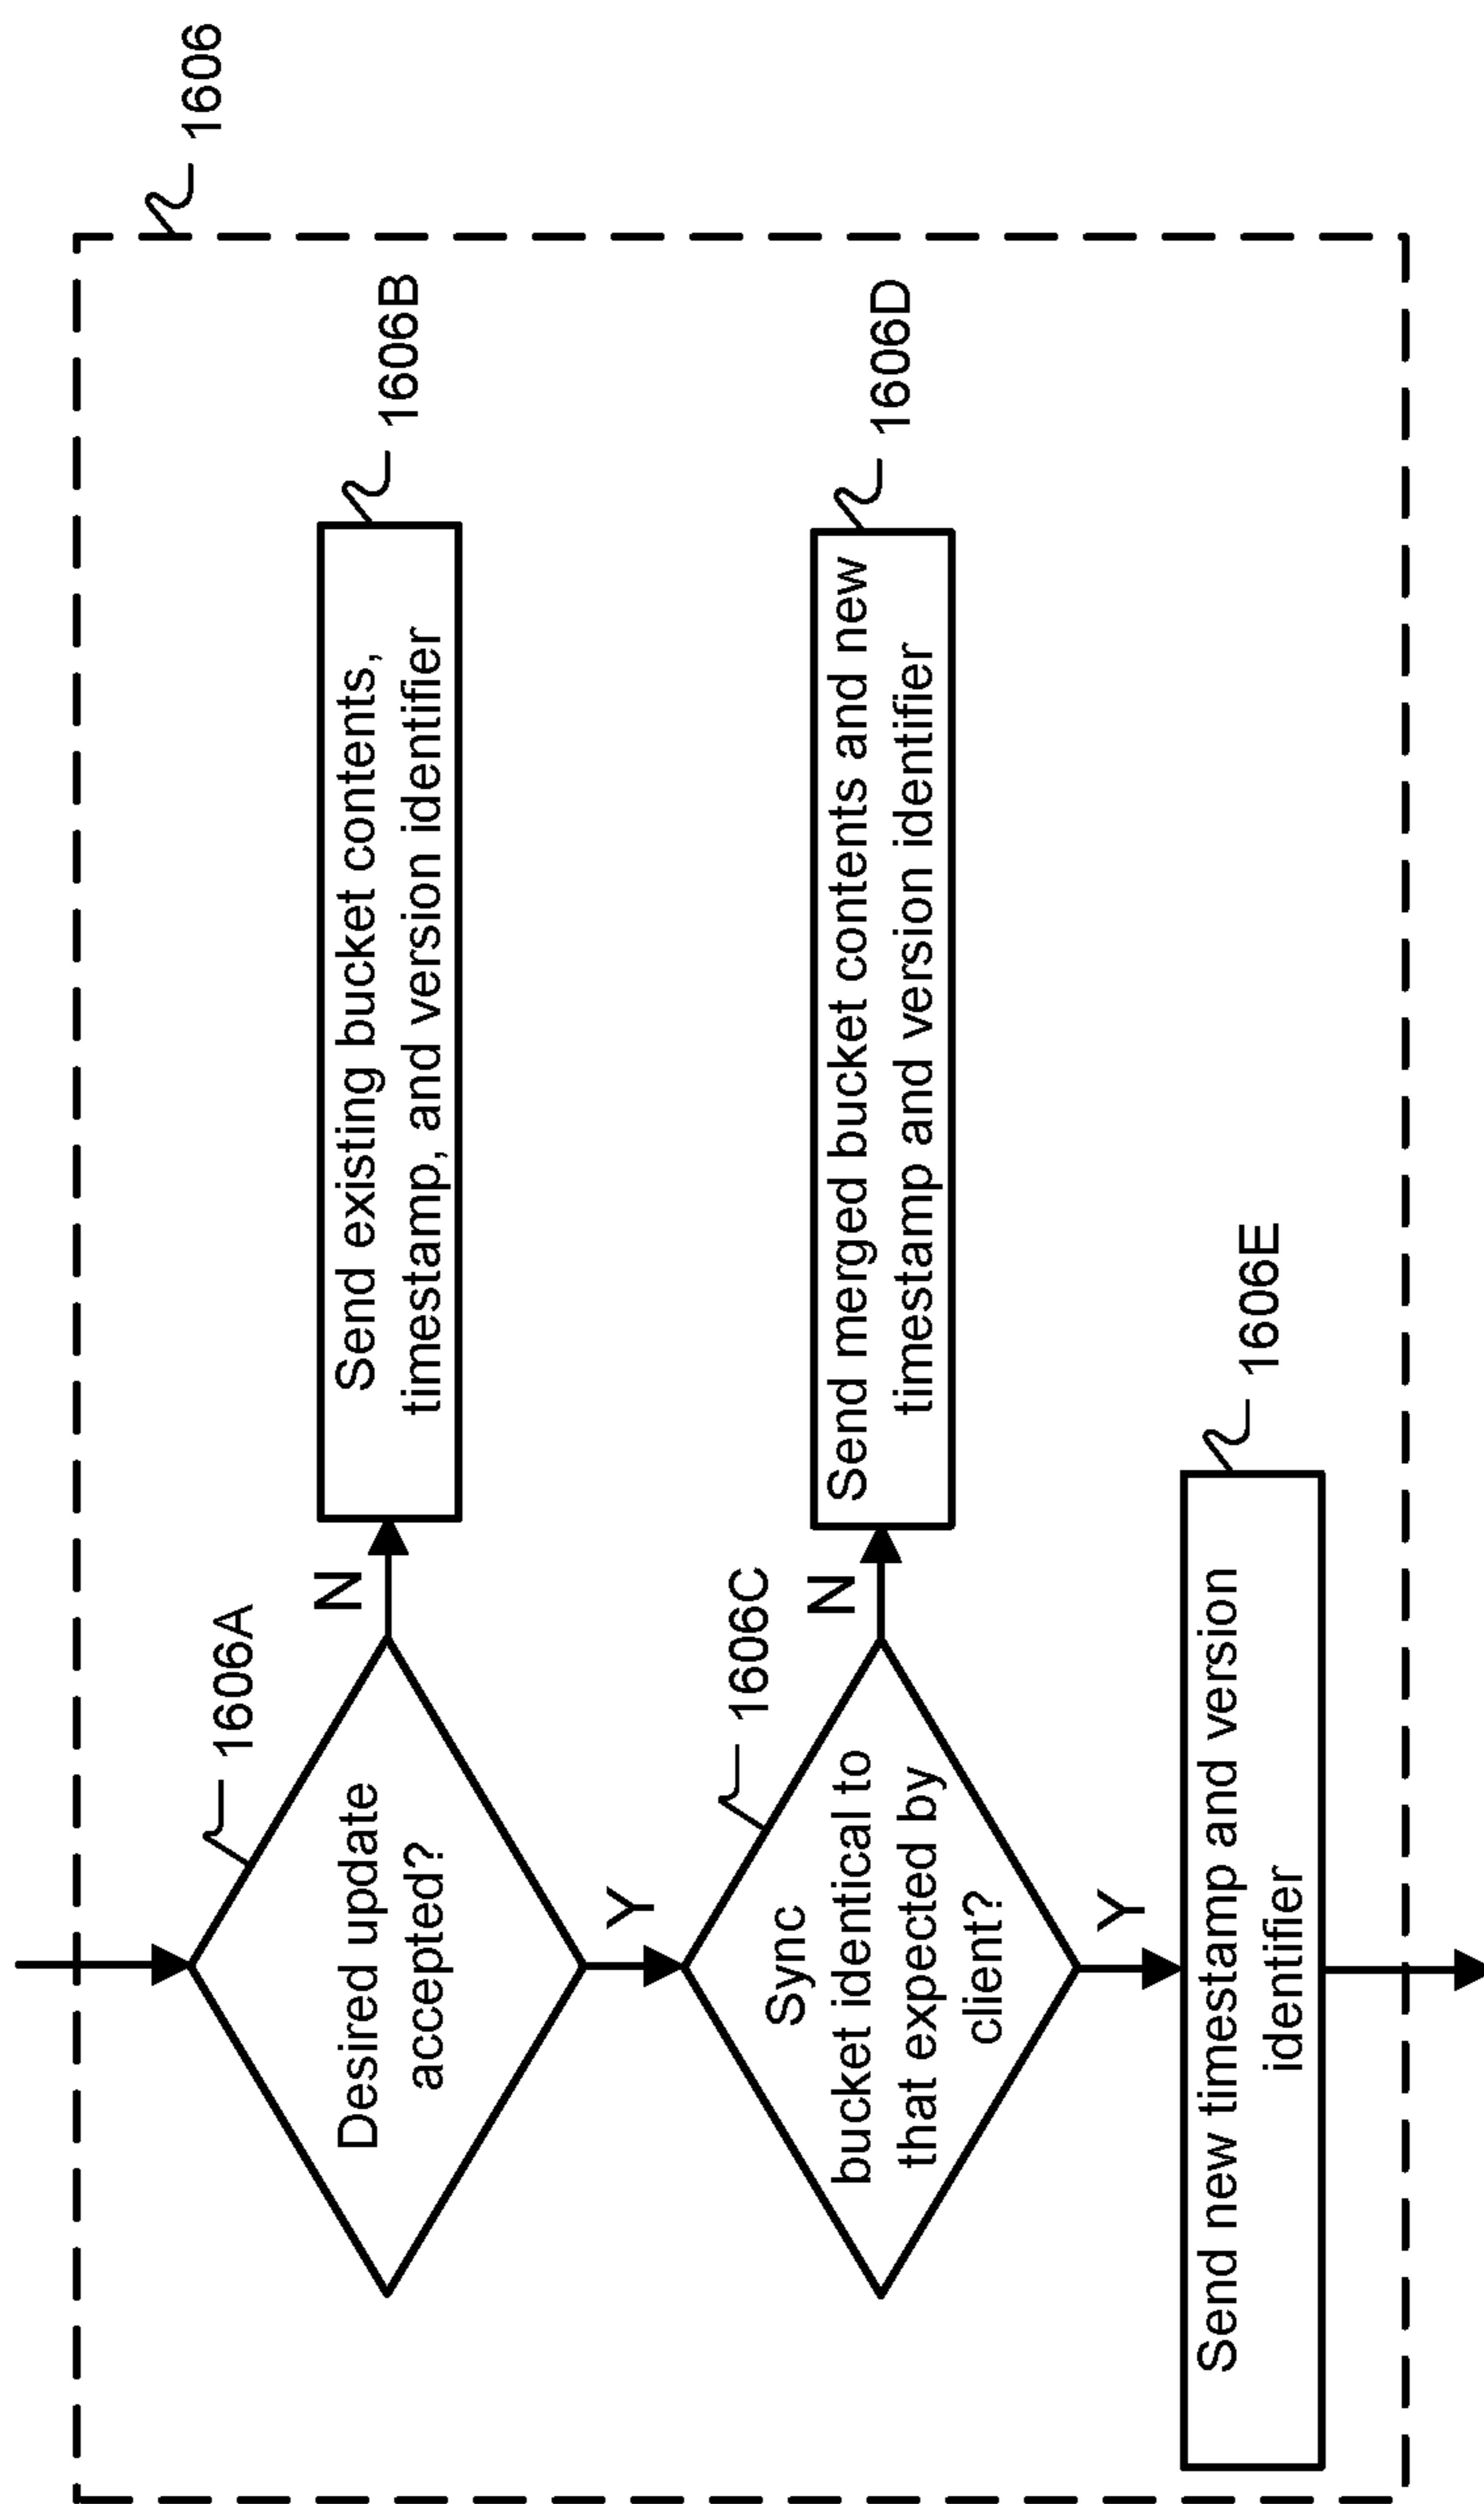 1606
1606A
Desired update
accepted?
N
1606B
Send existing bucket contents,
timestamp, and version identifier
Y
1606C
Sync
bucket identical to
that expected by
client?
N
1606D
Send merged bucket contents and new
timestamp and version identifier
Y
1606E
Send new timestamp and version
identifier